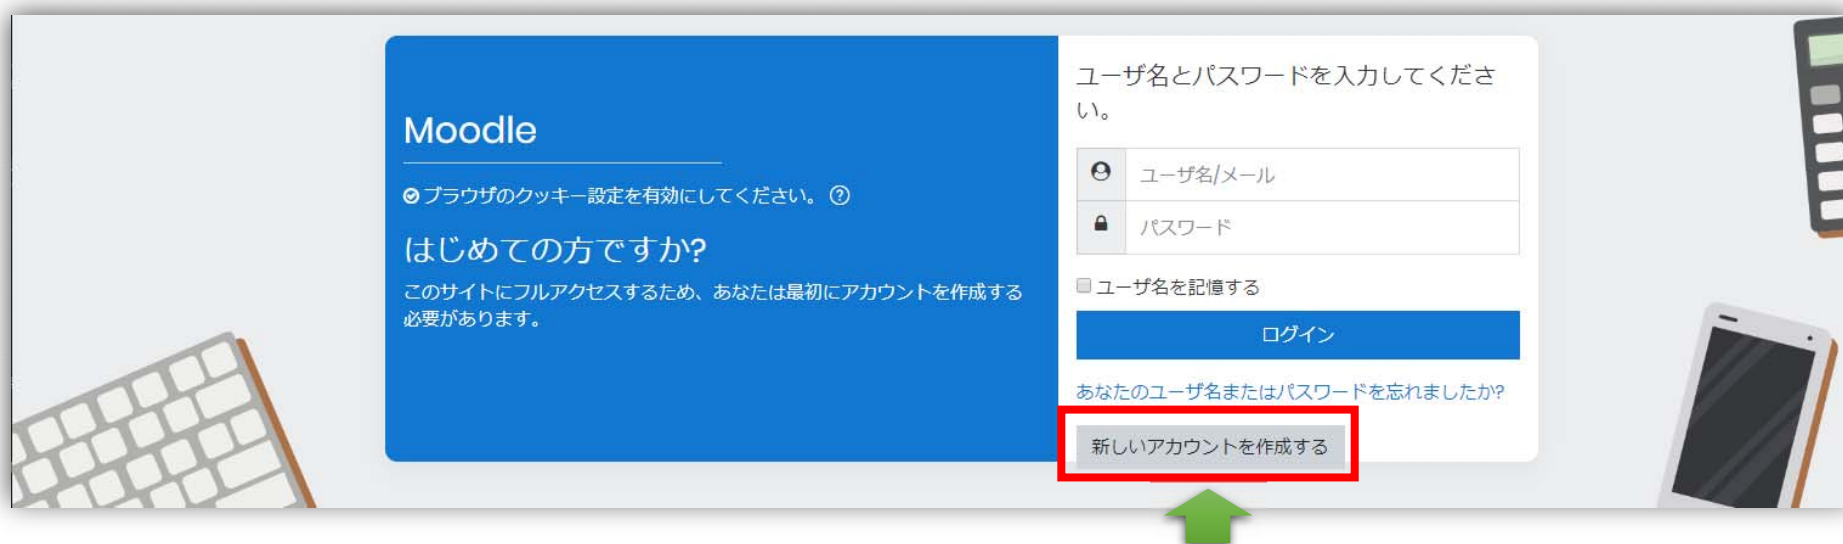 Moodle
ブラウザのクッキー設定を有効にしてください。
はじめての方ですか?
このサイトにフルアクセスするため、あなたは最初にアカウントを作成する
必要があります。
ユーザ名とパスワードを入力してくださ
い。
ユーザ名/メール
パスワード
ユーザ名を記憶する
ログイン
あなたのユーザ名またはパスワードを忘れましたか?
新しいアカウントを作成する